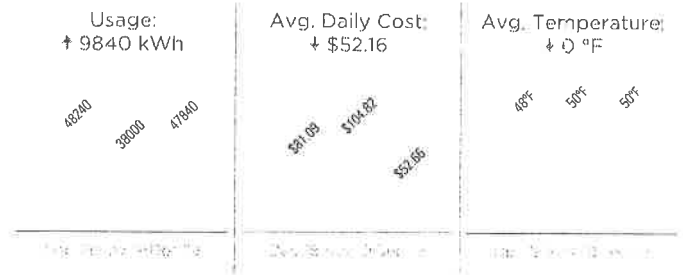 Usage:
↑ 9840 kWh
48240
38000
47840
Avg. Daily Cost:
↓ $52.16
$81.09
$104.82
$52.66
Avg. Temperature:
↓ 0 °F
48°F
50°F
50°F